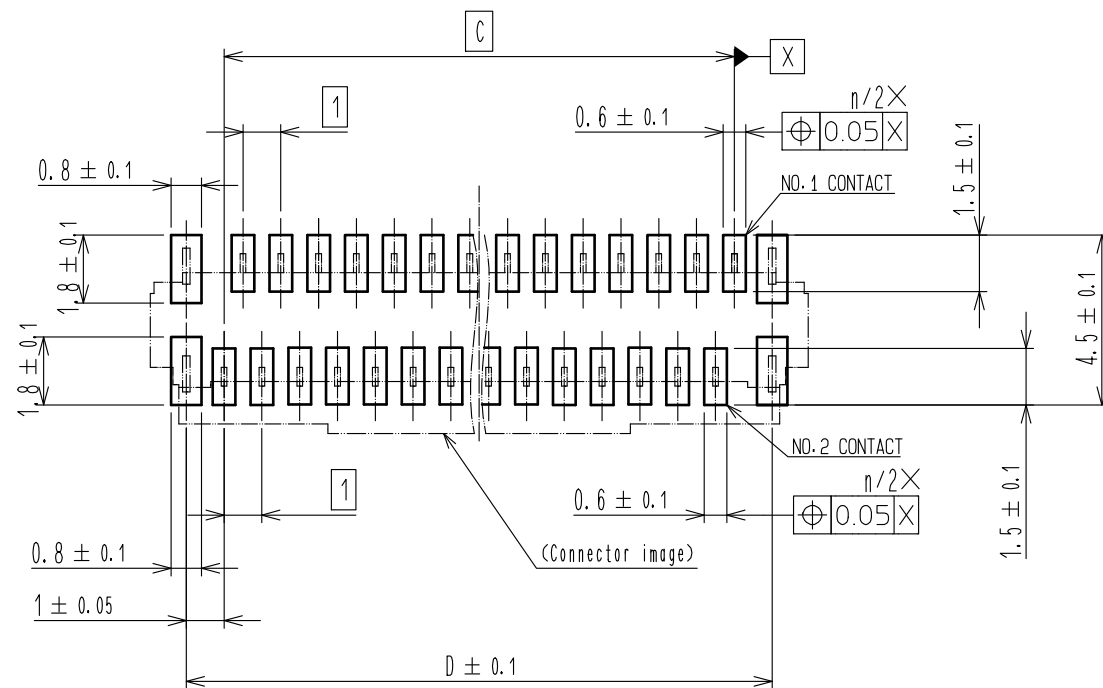 C
X
1
n/2X
0.6 ± 0.1
⌖ 0.05 X
0.8 ± 0.1
NO.1 CONTACT
1.5 ± 0.1
1.8 ± 0.1
4.5 ± 0.1
1.8 ± 0.1
NO.2 CONTACT
1
n/2X
0.6 ± 0.1
⌖ 0.05 X
1.5 ± 0.1
0.8 ± 0.1
(Connector image)
1 ± 0.05
D ± 0.1